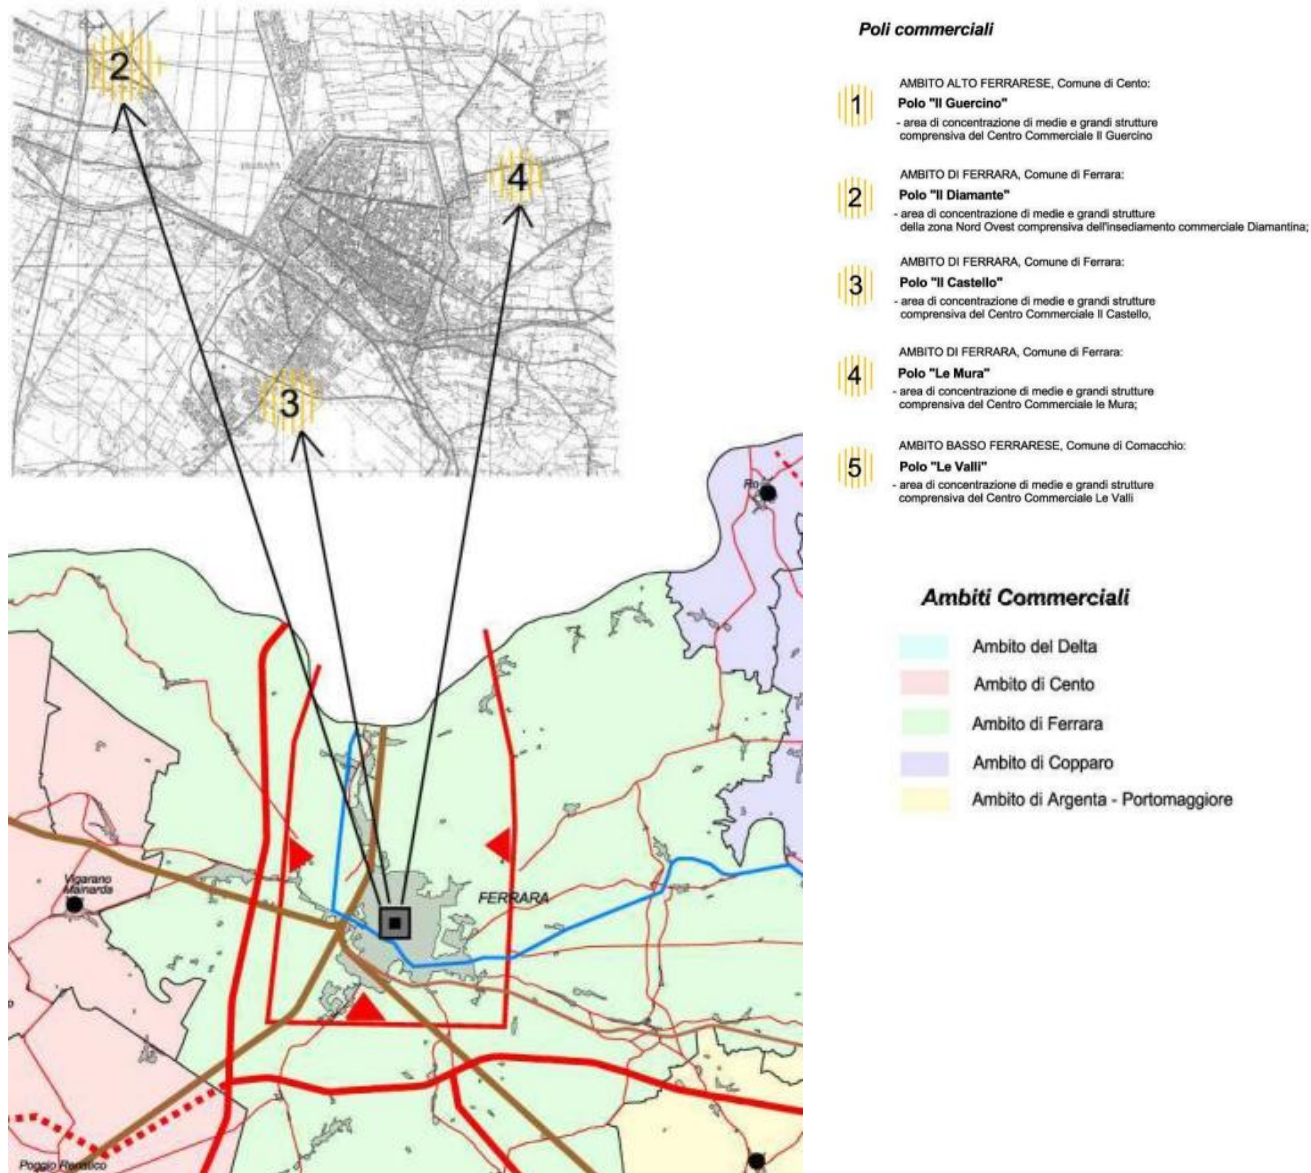 2
4
3
Ro
Vigarano
Mainarda
FERRARA
Poggio Renatico
Poli commerciali
1
AMBITO ALTO FERRARESE, Comune di Cento:
Polo "Il Guercino"
- area di concentrazione di medie e grandi strutture
comprensiva del Centro Commerciale Il Guercino
2
AMBITO DI FERRARA, Comune di Ferrara:
Polo "Il Diamante"
- area di concentrazione di medie e grandi strutture
della zona Nord Ovest comprensiva dell'insediamento commerciale Diamantina;
3
AMBITO DI FERRARA, Comune di Ferrara:
Polo "Il Castello"
- area di concentrazione di medie e grandi strutture
comprensiva del Centro Commerciale Il Castello,
4
AMBITO DI FERRARA, Comune di Ferrara:
Polo "Le Mura"
- area di concentrazione di medie e grandi strutture
comprensiva del Centro Commerciale le Mura;
5
AMBITO BASSO FERRARESE, Comune di Comacchio:
Polo "Le Valli"
- area di concentrazione di medie e grandi strutture
comprensiva del Centro Commerciale Le Valli
Ambiti Commerciali
Ambito del Delta
Ambito di Cento
Ambito di Ferrara
Ambito di Copparo
Ambito di Argenta - Portomaggiore